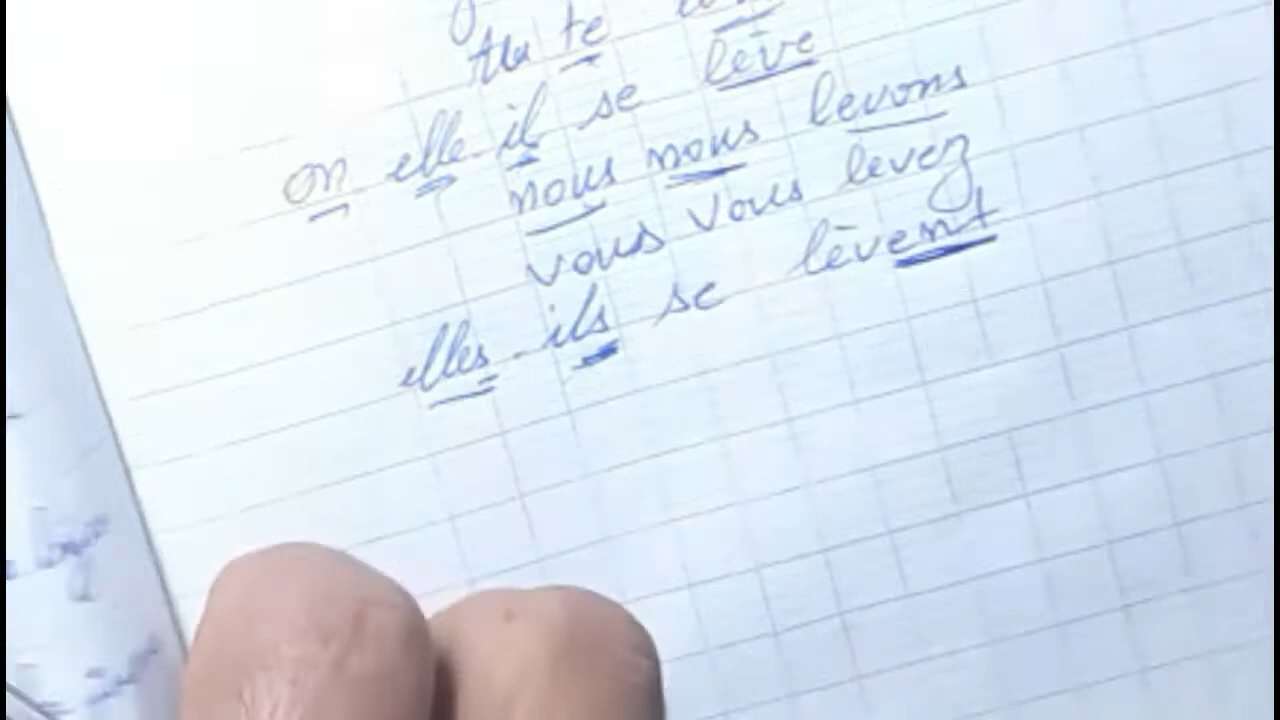 tu te
on elle il se lève
nous nous levons
vous vous levez
elles - ils se lèvent